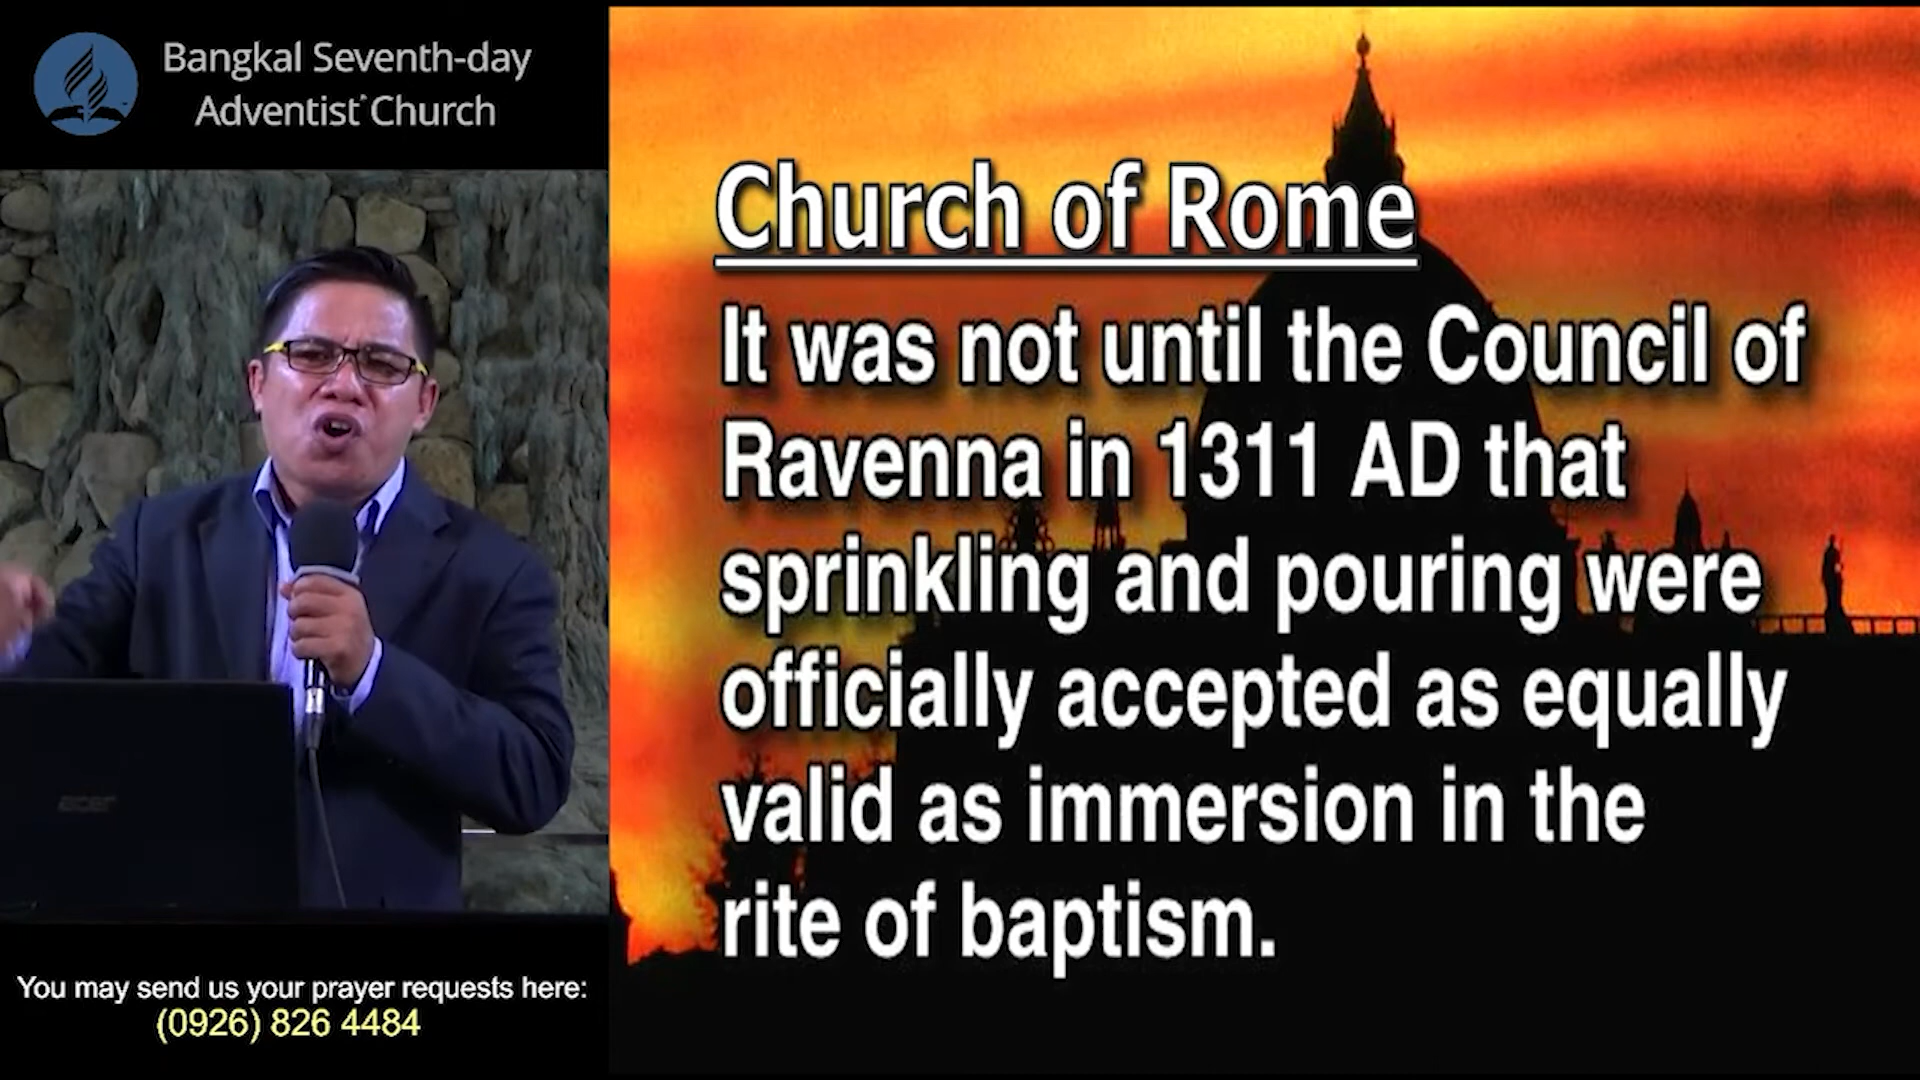 Bangkal Seventh-day
Adventist Church
Church of Rome
It was not until the Council of
Ravenna in 1311 AD that
sprinkling and pouring were
officially accepted as equally
valid as immersion in the
rite of baptism.
acer
You may send us your prayer requests here:
(0926) 826 4484